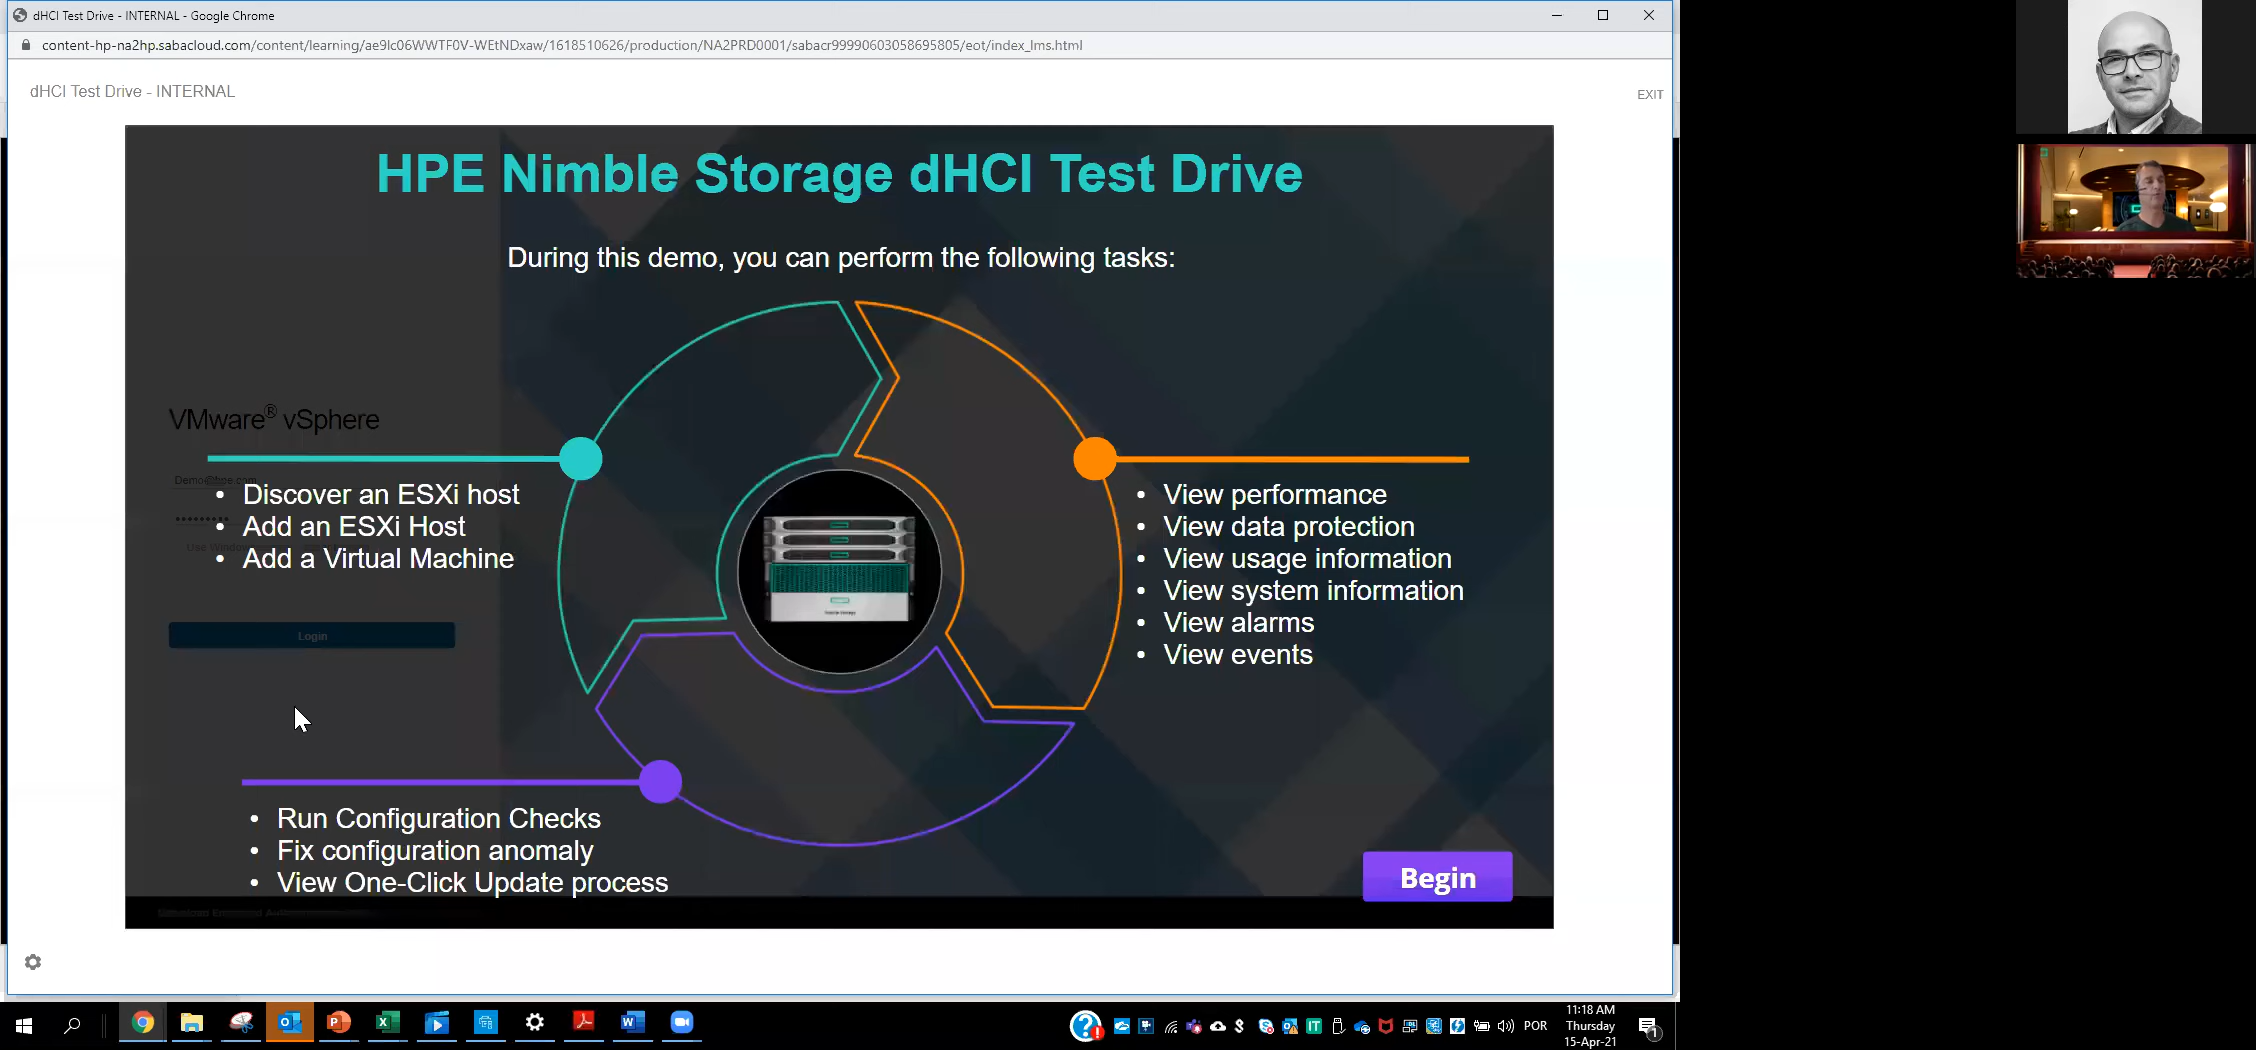 dHCI Test Drive - INTERNAL - Google Chrome
content-hp-na2hp.sabacloud.com/content/learning/ae9lc06WWTF0V-WEtNDxaw/1618510626/production/NA2PRD0001/sabacr99990603058695805/eot/index_lms.html
dHCI Test Drive - INTERNAL
EXIT
HPE Nimble Storage dHCI Test Drive
During this demo, you can perform the following tasks:
VMware® vSphere
• Discover an ESXi host
• Add an ESXi Host
• Add a Virtual Machine
Login
• View performance
• View data protection
• View usage information
• View system information
• View alarms
• View events
• Run Configuration Checks
• Fix configuration anomaly
• View One-Click Update process
Begin
POR
11:18 AM
Thursday
15-Apr-21
1